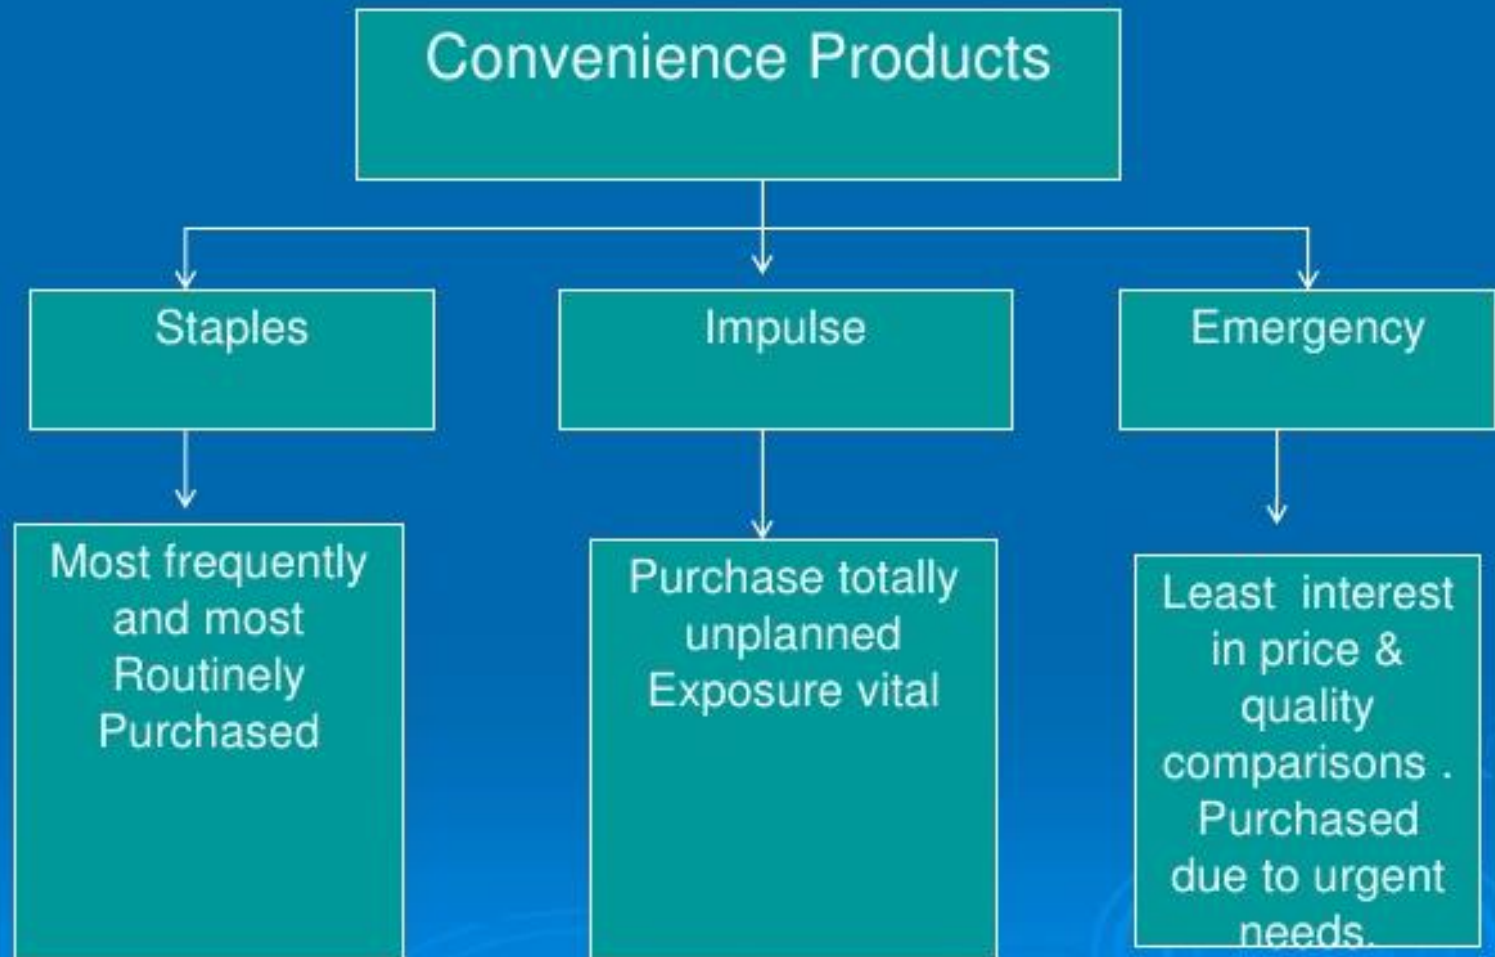 Convenience Products
Staples
Impulse
Emergency
Most frequently
and most
Routinely
Purchased
Purchase totally
unplanned
Exposure vital
Least interest
in price &
quality
comparisons .
Purchased
due to urgent
needs.